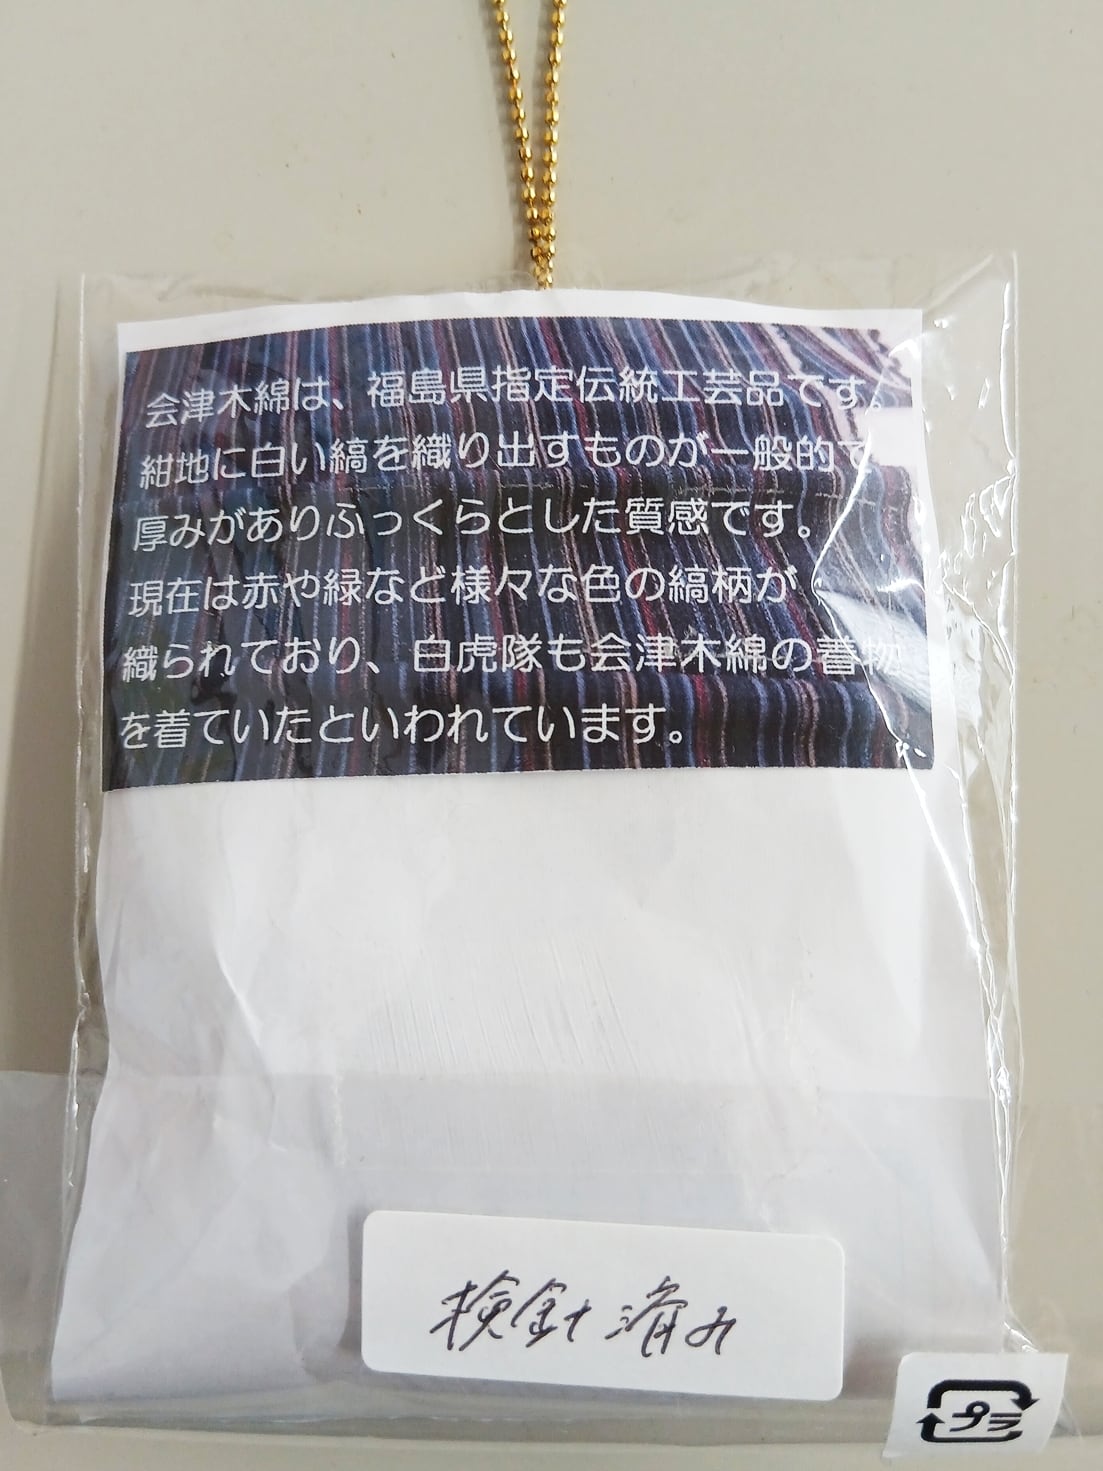 会津木綿は、福島県指定伝統工芸品です。
紺地に白い縞を織り出すものが一般的で
厚みがありふっくらとした質感です。
現在は赤や緑など様々な色の縞柄が
織られており、白虎隊も会津木綿の着物
を着ていたといわれています。
検針済み
プラ